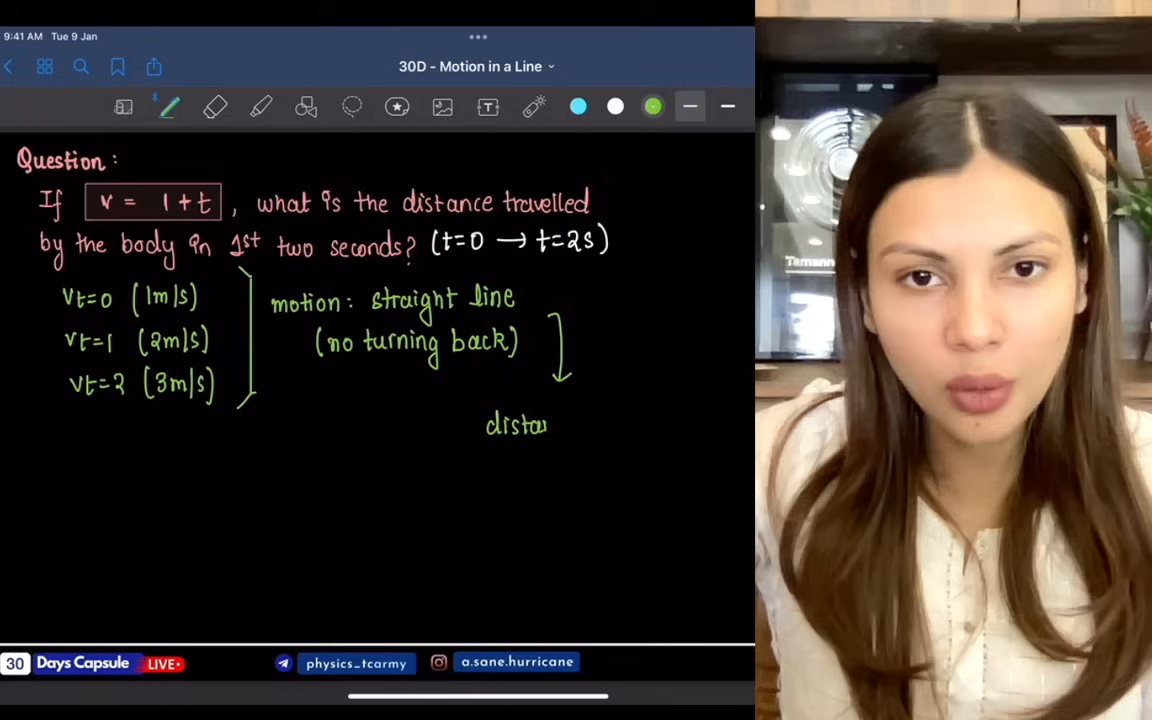 9:41 AM Tue 9 Jan
30D - Motion in a Line
Question:
If v = 1 + t , what is the distance travelled
by the body in 1st two seconds? (t=0 → t=2s)
vt=0 (1m/s)
vt=1 (2m/s)
vt=2 (3m/s)
motion: straight line
(no turning back)
distan
30 Days Capsule LIVE
physics_tcarmy
a.sane.hurricane
Tamann